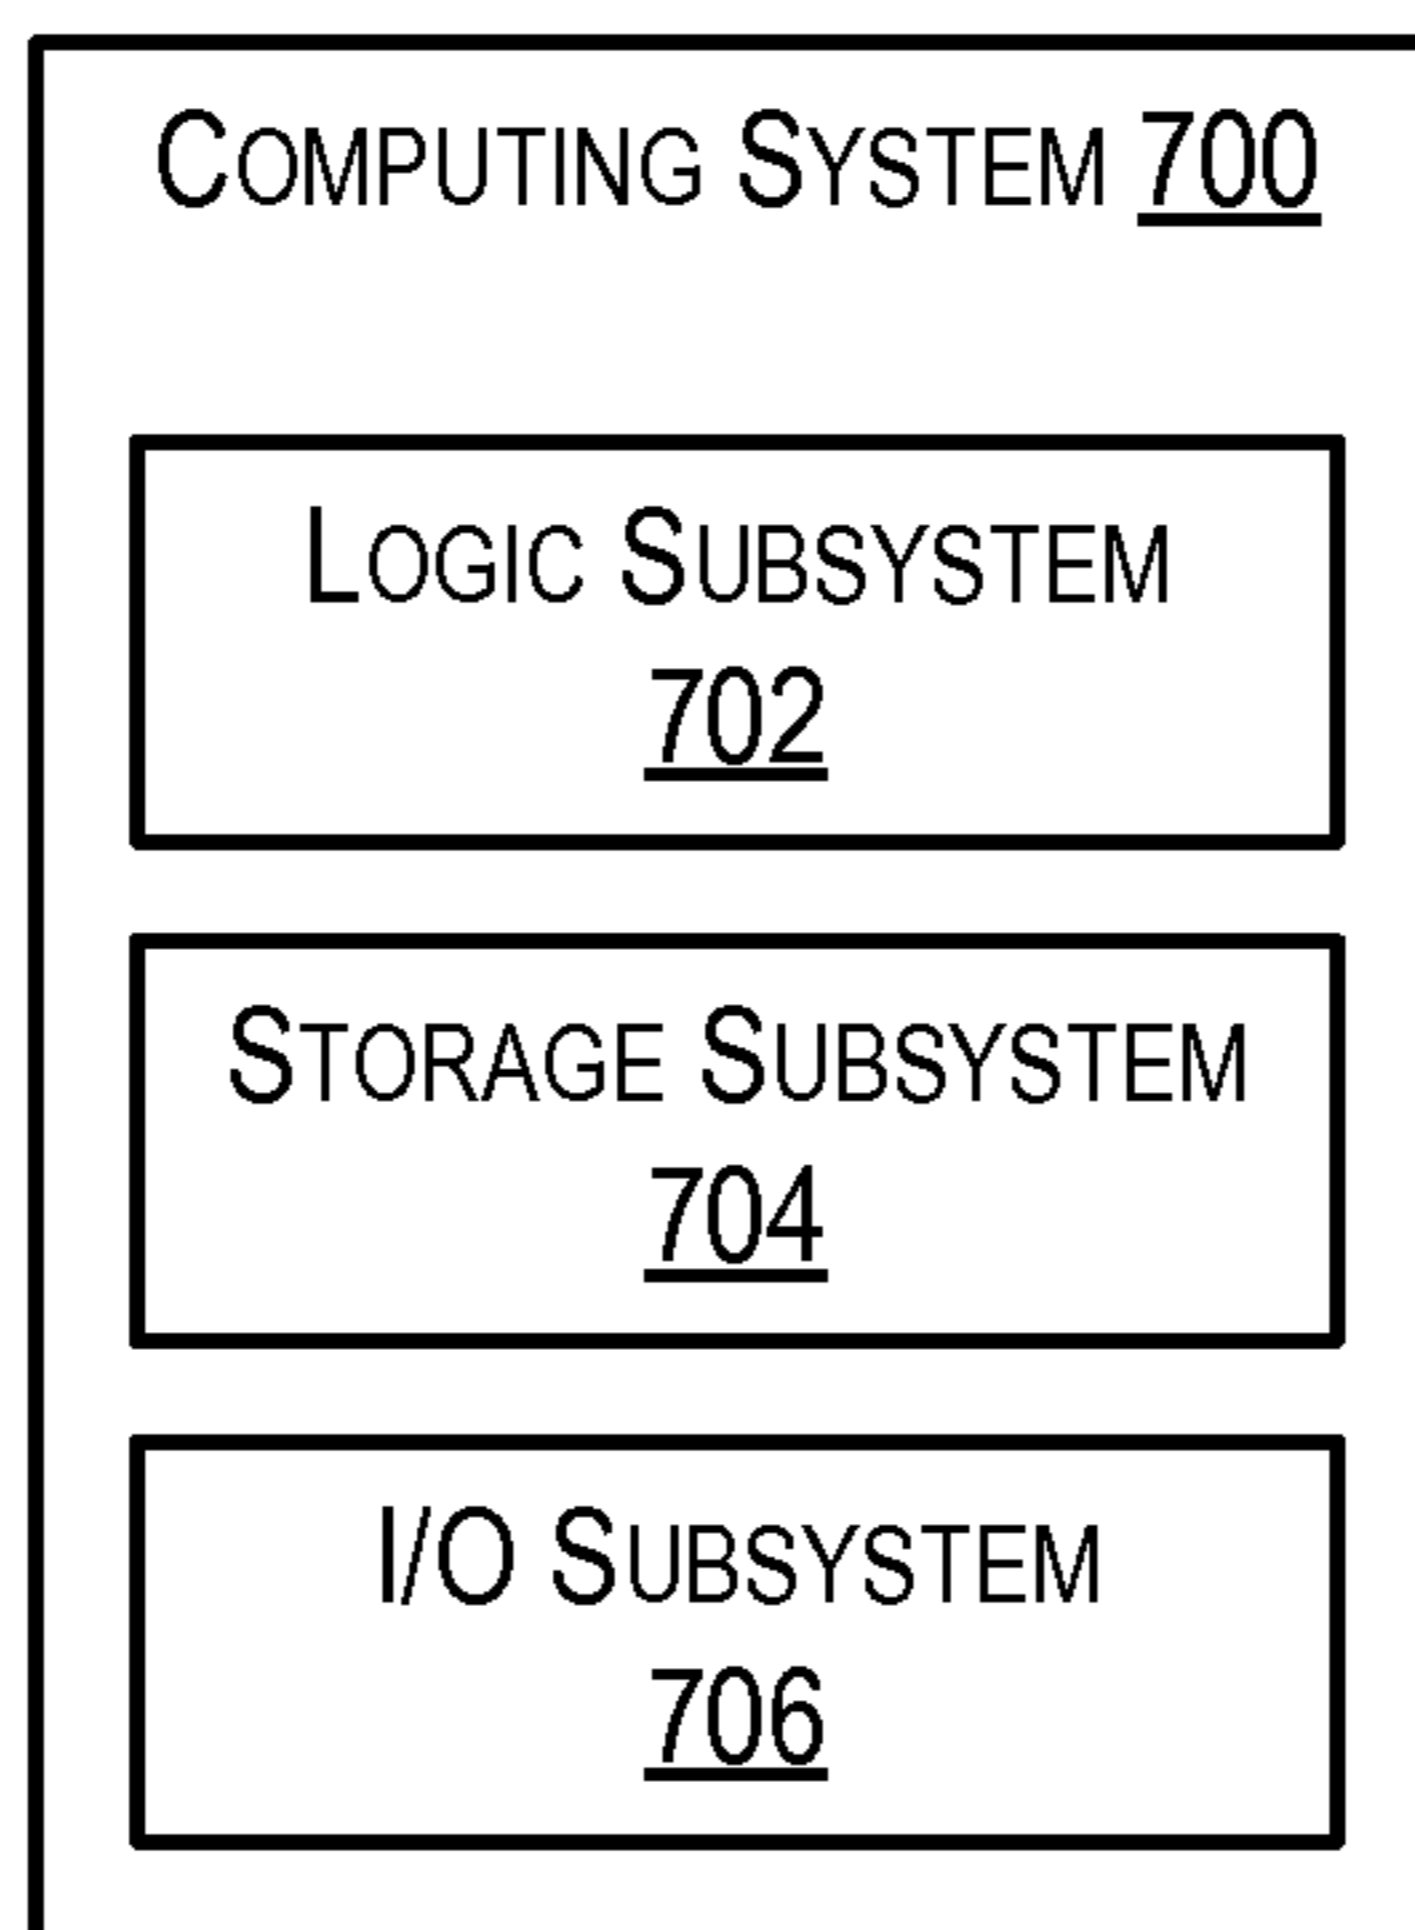 COMPUTING SYSTEM 700
LOGIC SUBSYSTEM
702
STORAGE SUBSYSTEM
704
I/O SUBSYSTEM
706